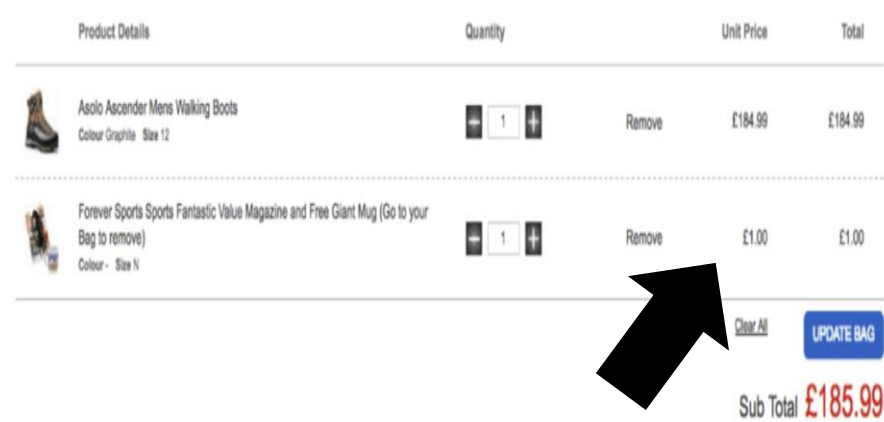 Product Details Quantity Unit Price Total
Asolo Ascender Mens Walking Boots
Colour Graphite Size 12
1 Remove £184.99 £184.99
Forever Sports Sports Fantastic Value Magazine and Free Giant Mug (Go to your
Bag to remove)
Colour - Size N
1 Remove £1.00 £1.00
Clear All UPDATE BAG
Sub Total £185.99